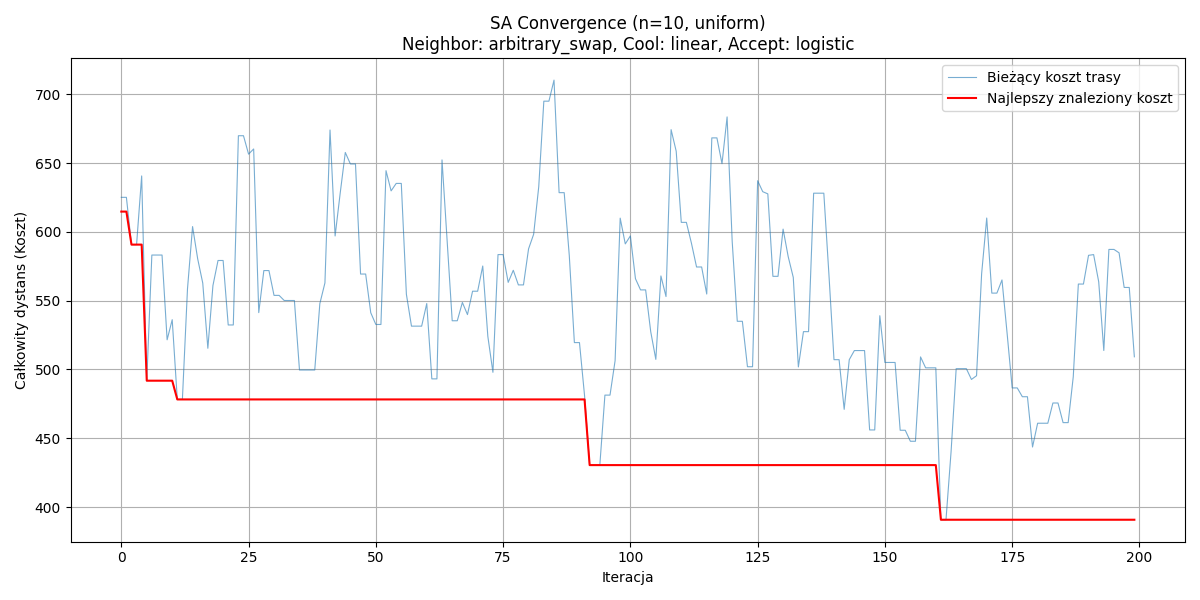 SA Convergence (n=10, uniform)
Neighbor: arbitrary_swap, Cool: linear, Accept: logistic
Bieżący koszt trasy
Najlepszy znaleziony koszt
Całkowity dystans (Koszt)
700
650
600
550
500
450
400
0 25 50 75 100 125 150 175 200
Iteracja